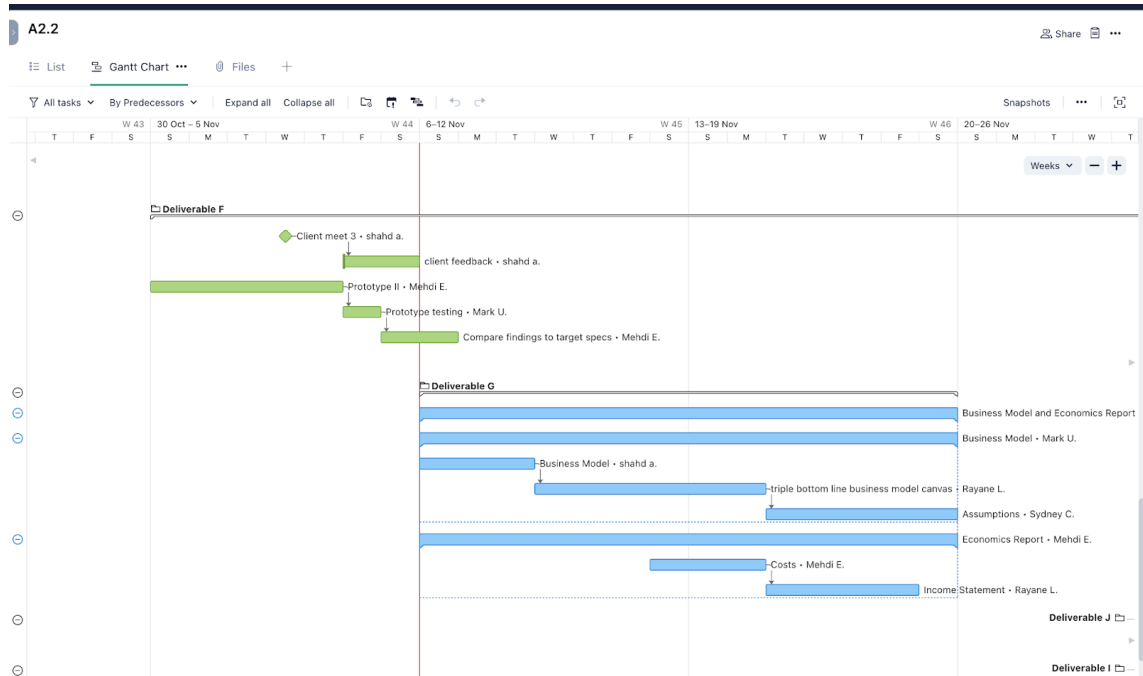 A2.2
Share
List Gantt Chart Files
All tasks By Predecessors Expand all Collapse all Snapshots
W 43 30 Oct – 5 Nov W 44 6–12 Nov W 45 13–19 Nov W 46 20–26 Nov
T F S S M T W T F S S M T W T F S S M T W T F S S M T W T
Weeks
Deliverable F
Client meet 3 • shahd a.
client feedback • shahd a.
Prototype II • Mehdi E.
Prototype testing • Mark U.
Compare findings to target specs • Mehdi E.
Deliverable G
Business Model and Economics Report
Business Model • Mark U.
Business Model • shahd a.
triple bottom line business model canvas • Rayane L.
Assumptions • Sydney C.
Economics Report • Mehdi E.
Costs • Mehdi E.
Income Statement • Rayane L.
Deliverable J
Deliverable I